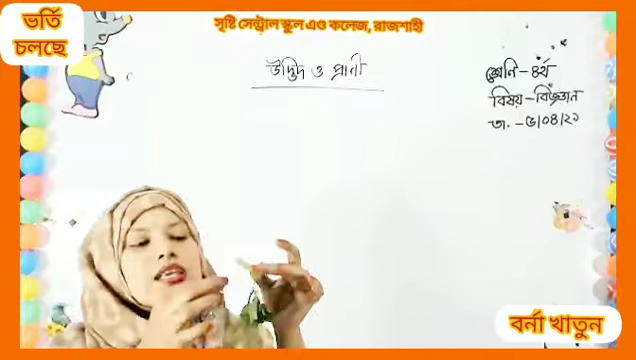 ভর্তি
চলছে
সৃষ্টি সেন্ট্রাল স্কুল এণ্ড কলেজ, রাজশাহী
উদ্ভিদ ও প্রাণী
শ্রেণি - ৪র্থ
বিষয় - বিজ্ঞান
তা. - ৬/০৪/২১
বর্না খাতুন